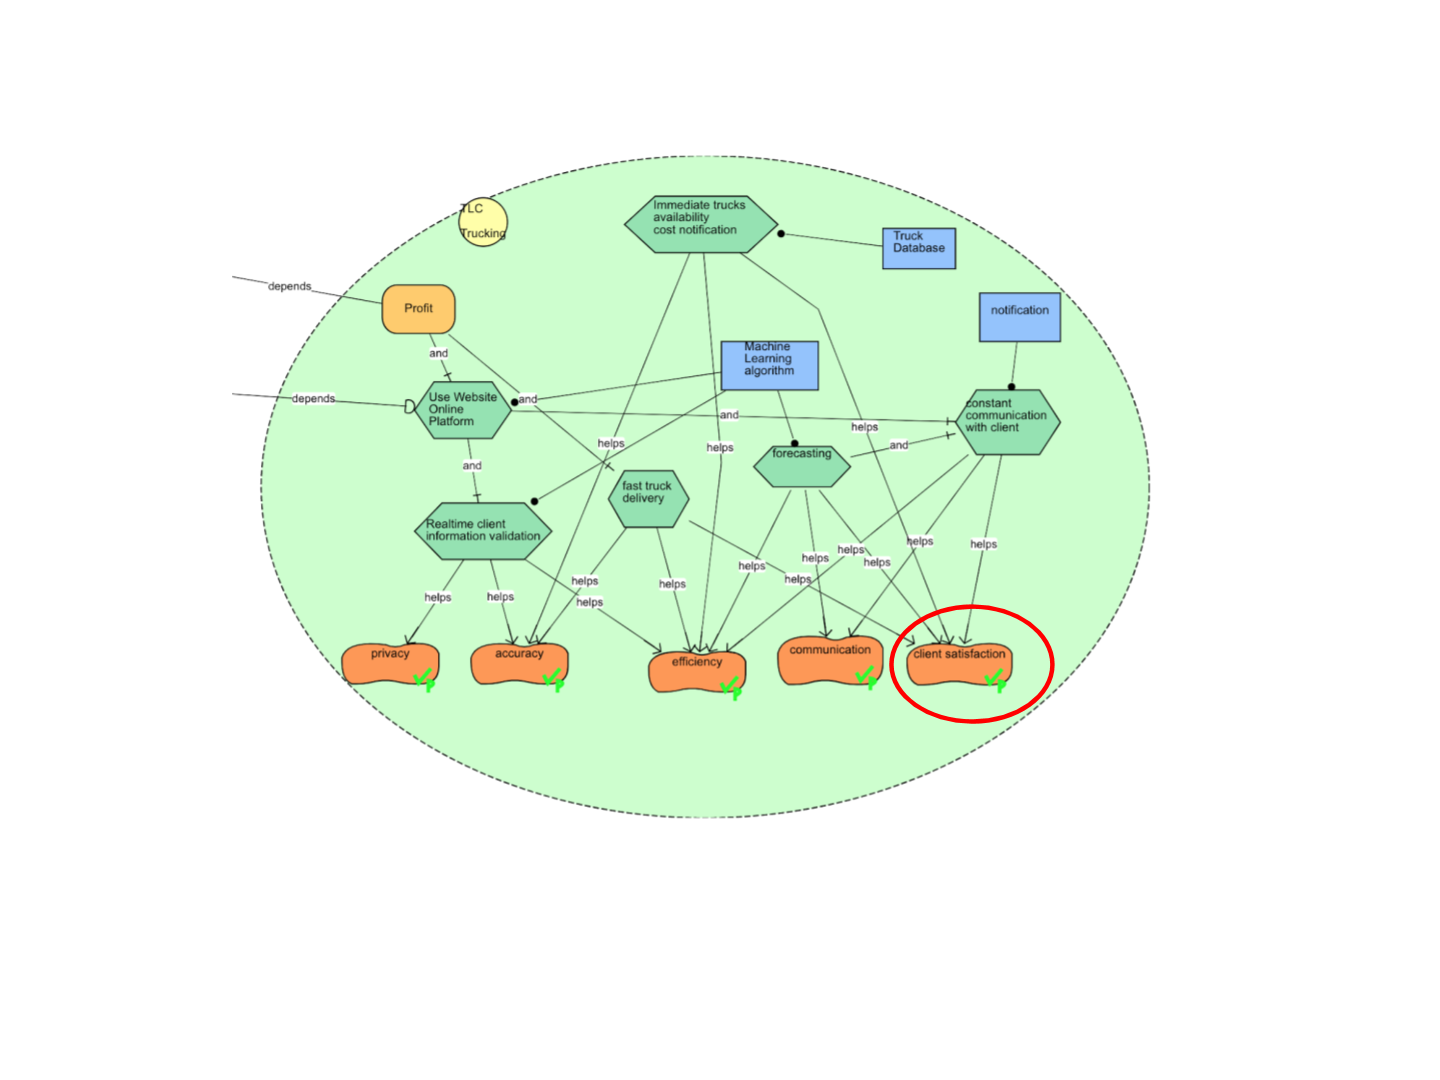 TLC
Trucking
Immediate trucks
availability
cost notification
Truck
Database
depends
Profit
notification
and
Machine
Learning
algorithm
depends
Use Website
Online
Platform
and
and
constant
communication
with client
helps
helps
helps
and
forecasting
and
fast truck
delivery
Realtime client
information validation
helps
helps
helps
helps
helps
helps
helps
helps
helps
helps
helps
helps
helps
privacy
accuracy
efficiency
communication
client satisfaction
P
P
P
P
P